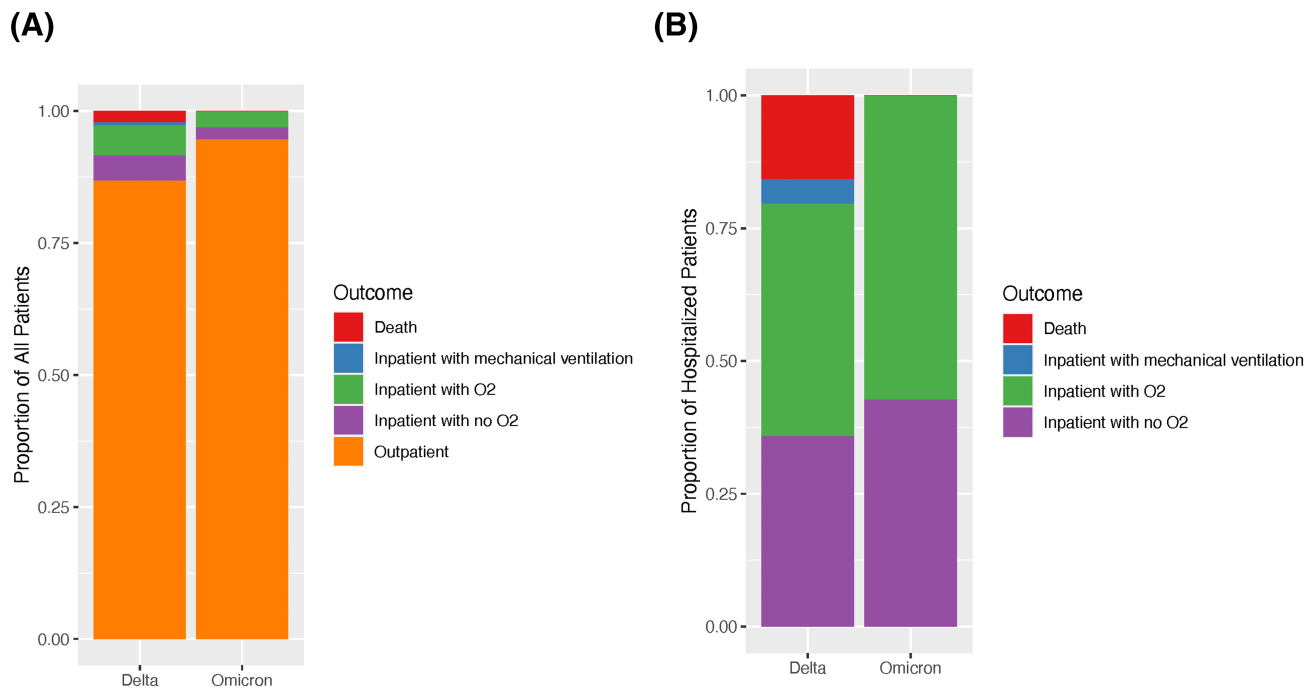 (A)
Proportion of All Patients
1.00
0.75
0.50
0.25
0.00
Delta
Omicron
Outcome
Death
Inpatient with mechanical ventilation
Inpatient with O2
Inpatient with no O2
Outpatient
(B)
Proportion of Hospitalized Patients
1.00
0.75
0.50
0.25
0.00
Delta
Omicron
Outcome
Death
Inpatient with mechanical ventilation
Inpatient with O2
Inpatient with no O2